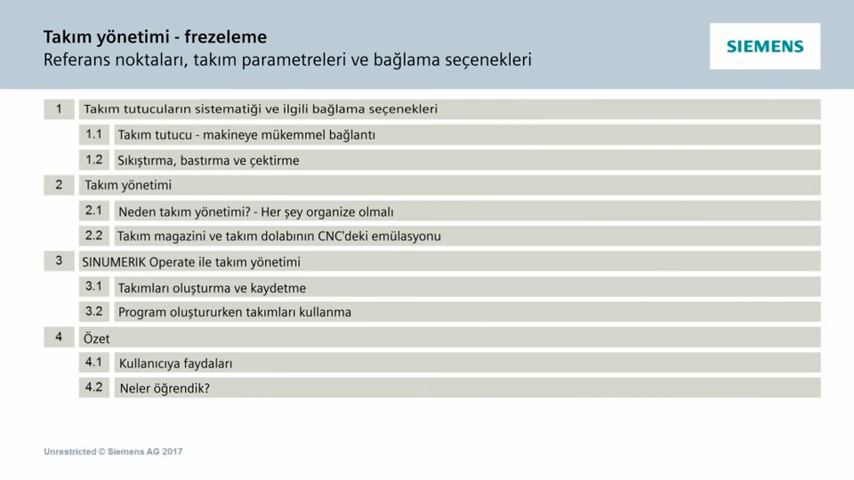 Takım yönetimi - frezeleme
Referans noktaları, takım parametreleri ve bağlama seçenekleri
SIEMENS
1 Takım tutucuların sistematiği ve ilgili bağlama seçenekleri
1.1 Takım tutucu - makineye mükemmel bağlantı
1.2 Sıkıştırma, bastırma ve çektirme
2 Takım yönetimi
2.1 Neden takım yönetimi? - Her şey organize olmalı
2.2 Takım magazini ve takım dolabının CNC'deki emülasyonu
3 SINUMERIK Operate ile takım yönetimi
3.1 Takımları oluşturma ve kaydetme
3.2 Program oluştururken takımları kullanma
4 Özet
4.1 Kullanıcıya faydaları
4.2 Neler öğrendik?
Unrestricted © Siemens AG 2017